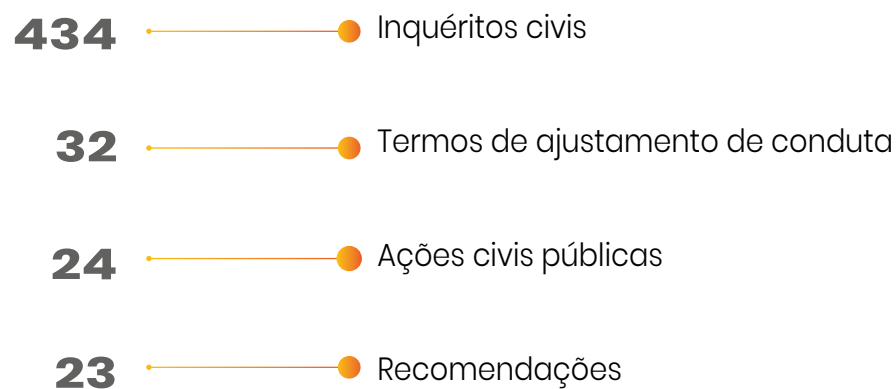 434 Inquéritos civis
32 Termos de ajustamento de conduta
24 Ações civis públicas
23 Recomendações